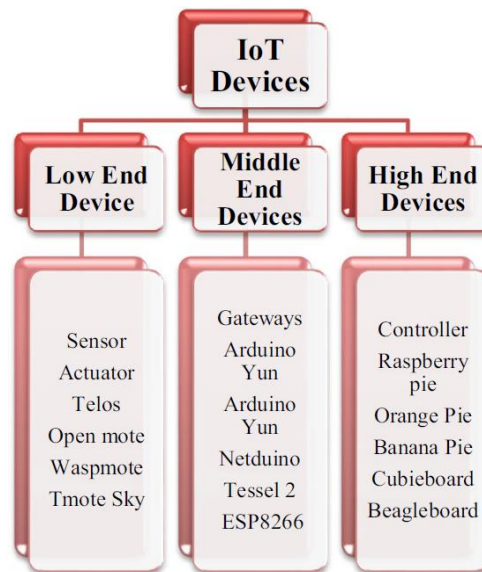 IoT
Devices
Low End
Device
Middle
End
Devices
High End
Devices
Sensor
Actuator
Telos
Open mote
Waspmote
Tmote Sky
Gateways
Arduino
Yun
Arduino
Yun
Netduino
Tessel 2
ESP8266
Controller
Raspberry
pie
Orange Pie
Banana Pie
Cubieboard
Beagleboard